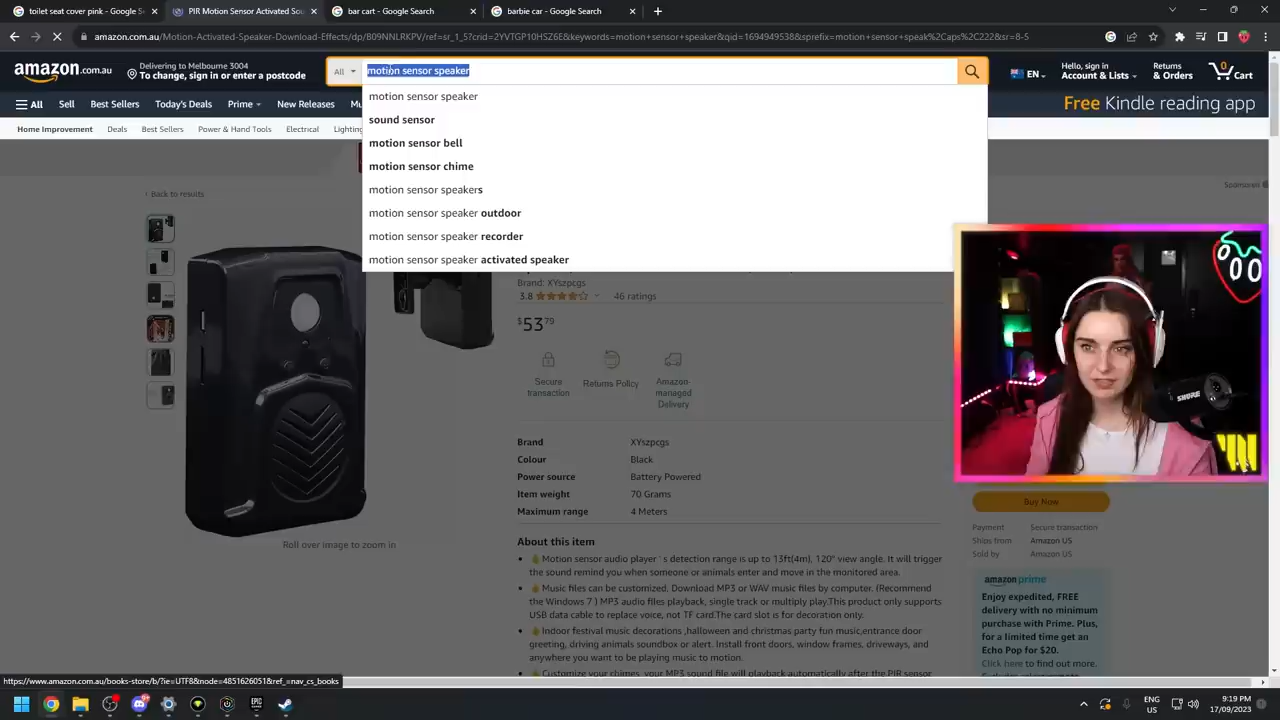 toilet seat cover pink - Google S
PIR Motion Sensor Activated Sou
bar cart - Google Search
barbie cart - Google Search
amazon.com.au/Motion-Activated-Speaker-Download-Effects/dp/B09NNLRKPV/ref=sr_1_5?crid=2YVTGP10HSZ6E&keywords=motion+sensor+speaker&qid=1694949538&sprefix=motion+sensor+speak%2Caps%2C222&sr=8-5
amazon.com.au
Delivering to Melbourne 3004
Change, sign in or enter a postcode
All
motion sensor speaker
EN
Hello, sign in
Account & Lists
Returns
& Orders
0
Cart
All
Sell
Best Sellers
Today's Deals
Prime
New Releases
Free Kindle reading app
motion sensor speaker
sound sensor
motion sensor bell
motion sensor chime
motion sensor speakers
motion sensor speaker outdoor
motion sensor speaker recorder
motion sensor speaker activated speaker
Home Improvement
Deals
Best Sellers
Power & Hand Tools
Electrical
‹ Back to results
Brand: XYszpcgs
3.8
46 ratings
$53 79
Secure transaction
Returns Policy
Amazon-managed Delivery
Brand XYszpcgs
Colour Black
Power source Battery Powered
Item weight 70 Grams
Maximum range 4 Meters
Roll over image to zoom in
About this item
Motion sensor audio player ' s detection range is up to 13ft(4m), 120° view angle. It will trigger
the sound remind you when someone or animals enter and move in the monitored area.
Music files can be customized. Download MP3 or WAV music files by computer. (Recommend
the Windows 7 ) MP3 audio files playback, single track or multiply play.This product only supports
USB data cable to replace voice, not TF card.The card slot is for decoration only.
Indoor festival music decorations ,halloween and christmas party fun music,entrance door
greeting, driving animals soundbox or alert. Install front doors, window frames, driveways, and
anywhere you want to be playing music to motion.
Customize your chimes, your MP3 sound file will playback automatically after the PIR sensor
SHURE
Buy Now
Payment Secure transaction
Ships from Amazon US
Sold by Amazon US
amazon prime
Enjoy expedited, FREE
delivery with no minimum
purchase with Prime. Plus,
for a limited time get an
Echo Pop for $20.
Click here to find out more.
https://www.amazon.com.au/books-store/b/?ie=UTF8&node=4851626051&ref_=nav_cs_books
ENG
US
9:19 PM
17/09/2023